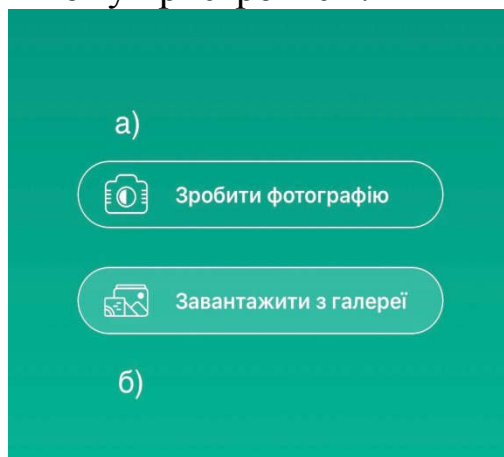 а)
Зробити фотографію
Завантажити з галереї
б)